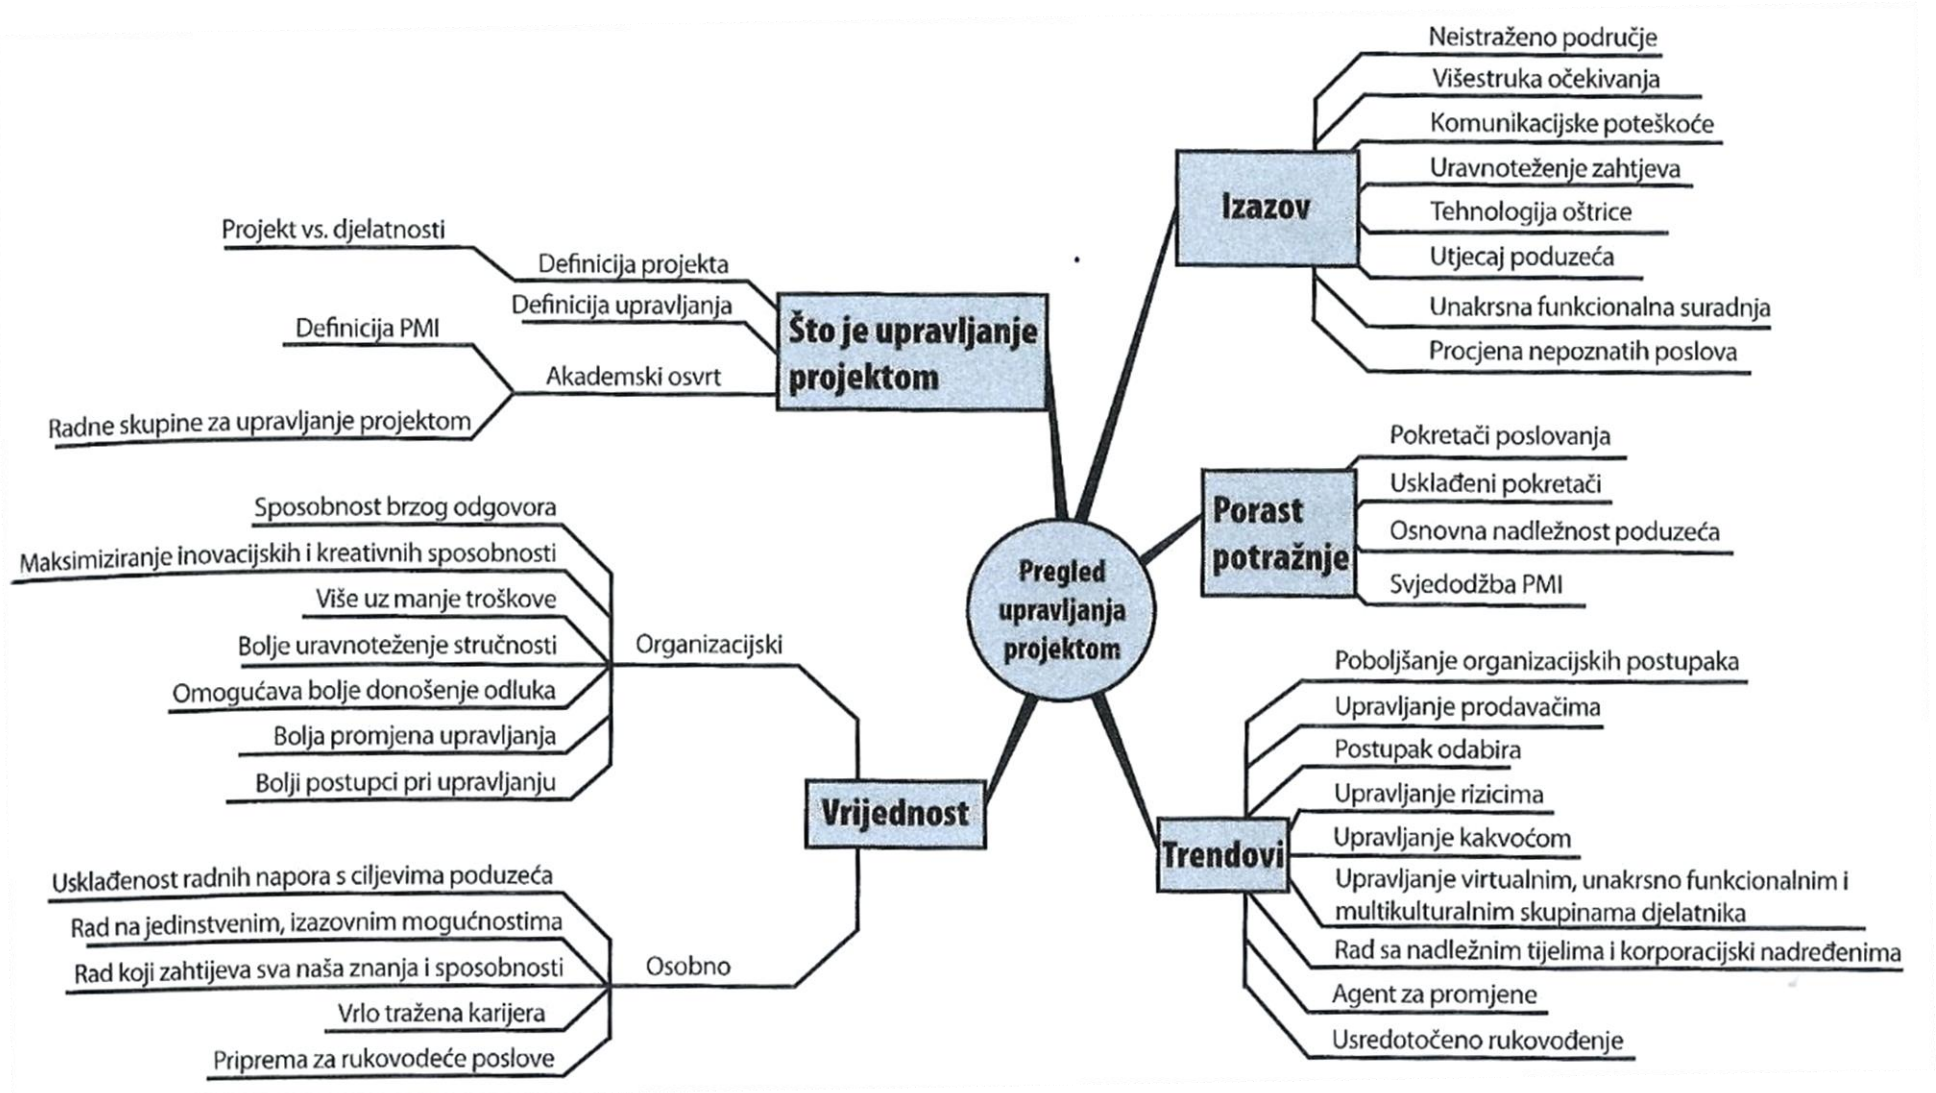 Neistraženo područje
Višestruka očekivanja
Komunikacijske poteškoće
Uravnoteženje zahtjeva
Izazov
Tehnologija oštrice
Utjecaj poduzeća
Unakrsna funkcionalna suradnja
Procjena nepoznatih poslova
Projekt vs. djelatnosti
Definicija projekta
Definicija upravljanja
Definicija PMI
Akademski osvrt
Radne skupine za upravljanje projektom
Što je upravljanje
projektom
Pokretači poslovanja
Usklađeni pokretači
Osnovna nadležnost poduzeća
Svjedodžba PMI
Porast
potražnje
Pregled
upravljanja
projektom
Sposobnost brzog odgovora
Maksimiziranje inovacijskih i kreativnih sposobnosti
Više uz manje troškove
Bolje uravnoteženje stručnosti
Omogućava bolje donošenje odluka
Bolja promjena upravljanja
Bolji postupci pri upravljanju
Organizacijski
Vrijednost
Usklađenost radnih napora s ciljevima poduzeća
Rad na jedinstvenim, izazovnim mogućnostima
Rad koji zahtijeva sva naša znanja i sposobnosti
Vrlo tražena karijera
Priprema za rukovodeće poslove
Osobno
Trendovi
Poboljšanje organizacijskih postupaka
Upravljanje prodavačima
Postupak odabira
Upravljanje rizicima
Upravljanje kakvoćom
Upravljanje virtualnim, unakrsno funkcionalnim i
multikulturalnim skupinama djelatnika
Rad sa nadležnim tijelima i korporacijski nadređenima
Agent za promjene
Usredotočeno rukovođenje